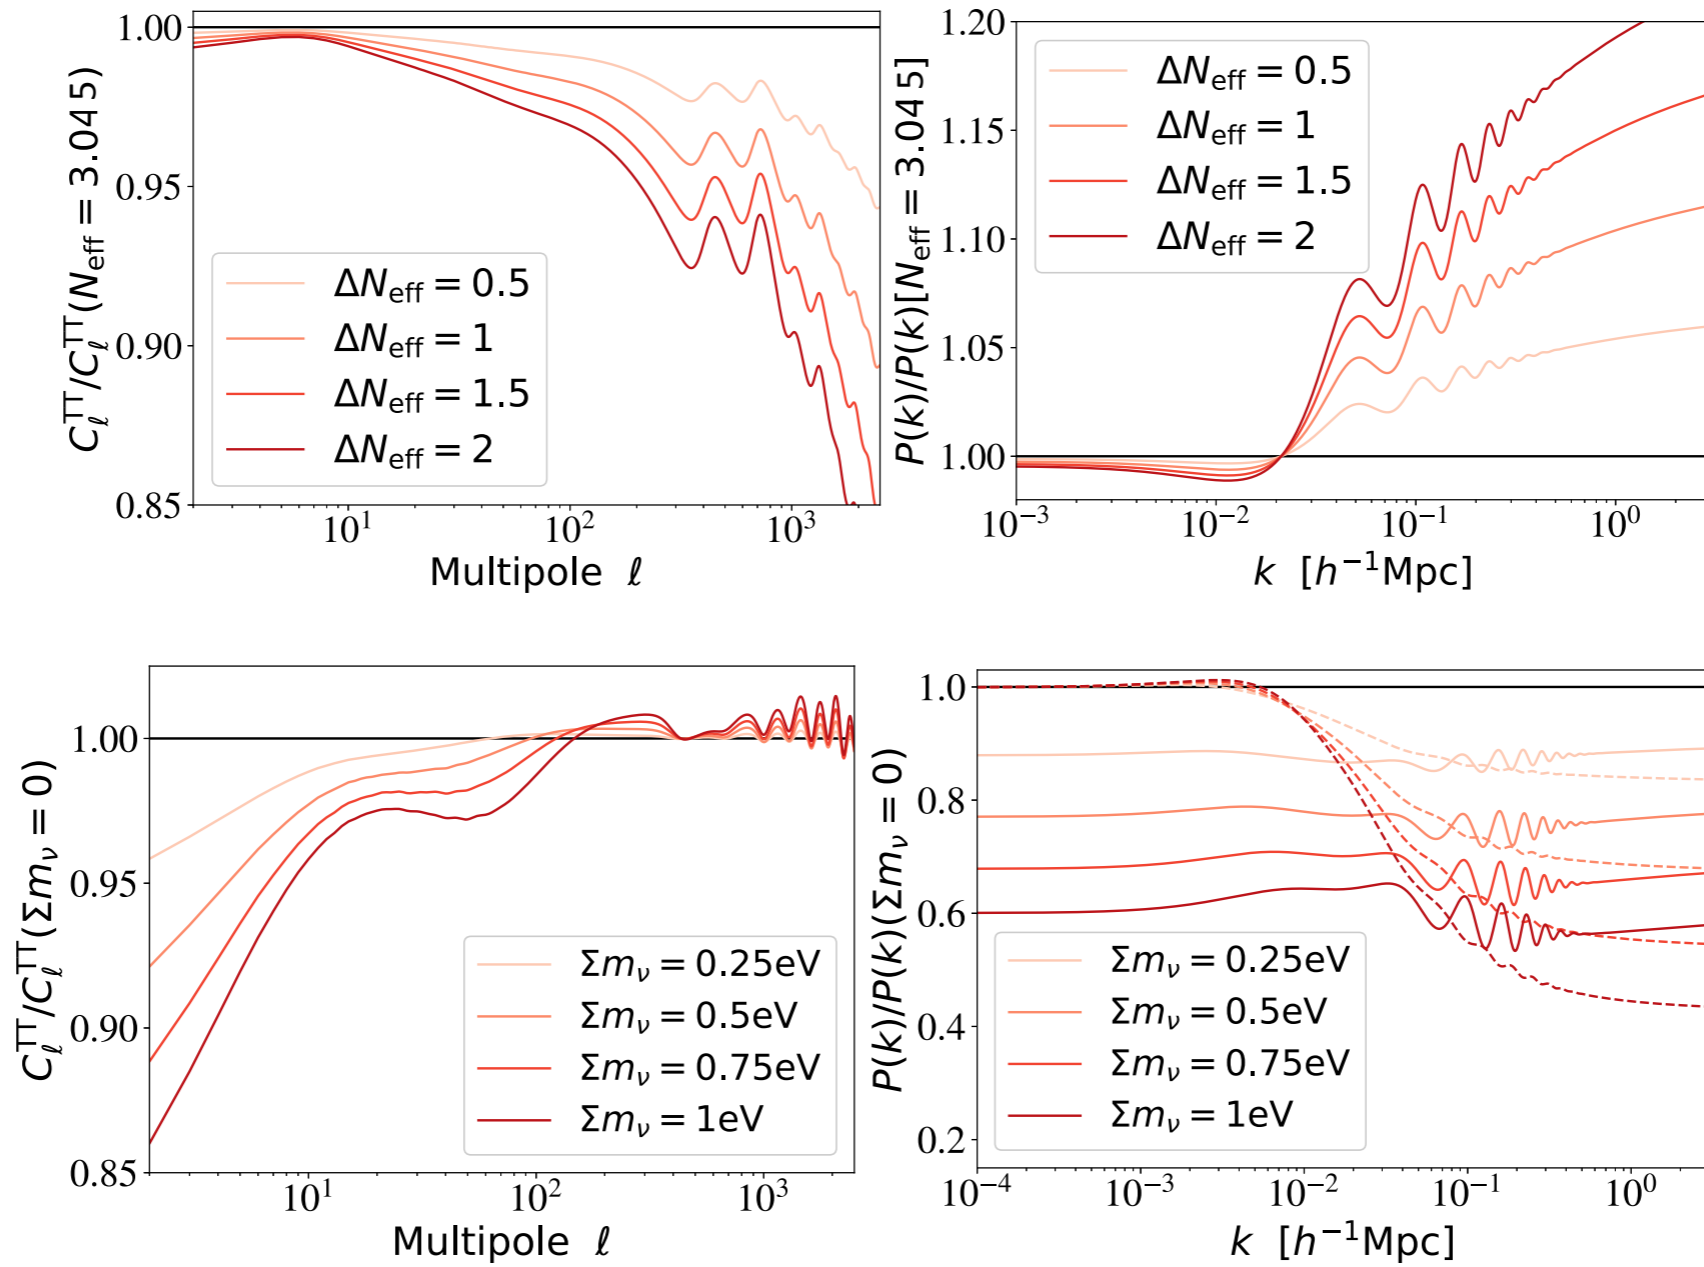 C_ℓ^TT/C_ℓ^TT(N_eff = 3.045)
1.00
0.95
0.90
0.85
ΔN_eff = 0.5
ΔN_eff = 1
ΔN_eff = 1.5
ΔN_eff = 2
10^1
10^2
10^3
Multipole ℓ
P(k)/P(k)[N_eff = 3.045]
1.20
1.15
1.10
1.05
1.00
ΔN_eff = 0.5
ΔN_eff = 1
ΔN_eff = 1.5
ΔN_eff = 2
10^−3
10^−2
10^−1
10^0
k [h^−1Mpc]
C_ℓ^TT/C_ℓ^TT(Σm_ν = 0)
1.00
0.95
0.90
0.85
Σm_ν = 0.25eV
Σm_ν = 0.5eV
Σm_ν = 0.75eV
Σm_ν = 1eV
10^1
10^2
10^3
Multipole ℓ
P(k)/P(k)(Σm_ν = 0)
1.0
0.8
0.6
0.4
0.2
Σm_ν = 0.25eV
Σm_ν = 0.5eV
Σm_ν = 0.75eV
Σm_ν = 1eV
10^−4
10^−3
10^−2
10^−1
10^0
k [h^−1Mpc]